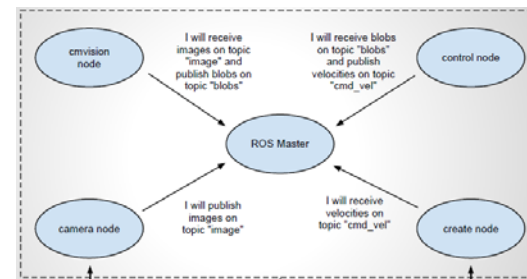 cmvision
node
I will receive
images on topic
"image" and
publish blobs on
topic "blobs"
I will receive blobs
on topic "blobs"
and publish
velocities on topic
"cmd_vel"
control node
ROS Master
camera node
I will publish
images on
topic "image"
I will receive
velocities on
topic "cmd_vel"
create node